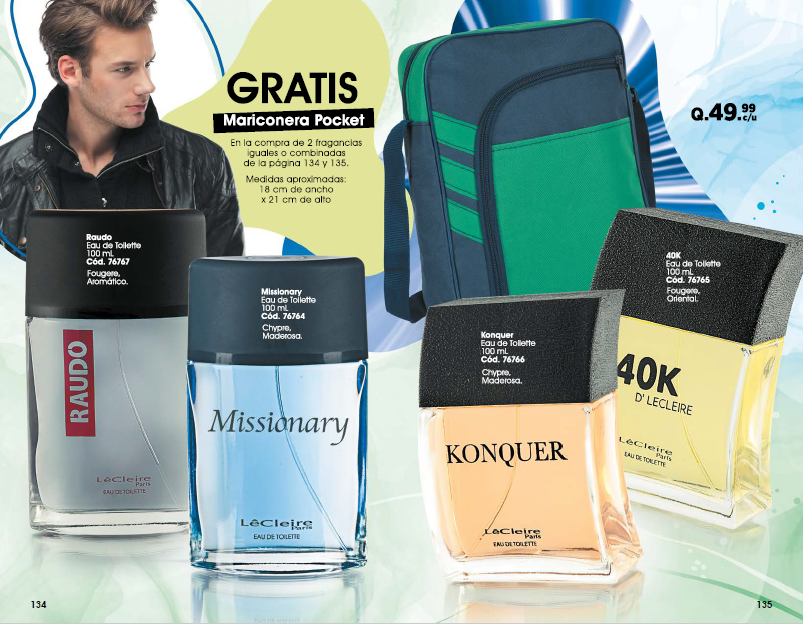 GRATIS
Mariconera Pocket
En la compra de 2 fragancias
iguales o combinadas
de la página 134 y 135.
Medidas aproximadas:
18 cm de ancho
x 21 cm de alto
Q.49.99
c/u
Raudo
Eau de Toilette
100 ml.
Cód. 76767
Fougere,
Aromático.
RAUDO
LêCleire
Paris
EAU DE TOILETTE
Missionary
Eau de Toilette
100 ml.
Cód. 76764
Chypre,
Maderosa.
Missionary
LêCleire
Paris
EAU DE TOILETTE
Konquer
Eau de Toilette
100 ml.
Cód. 76766
Chypre,
Maderosa.
KONQUER
LêCleire
Paris
EAU DE TOILETTE
40K
Eau de Toilette
100 ml.
Cód. 76765
Fougere,
Oriental.
40K
D' LECLEIRE
LêCleire
Paris
EAU DE TOILETTE
134
135